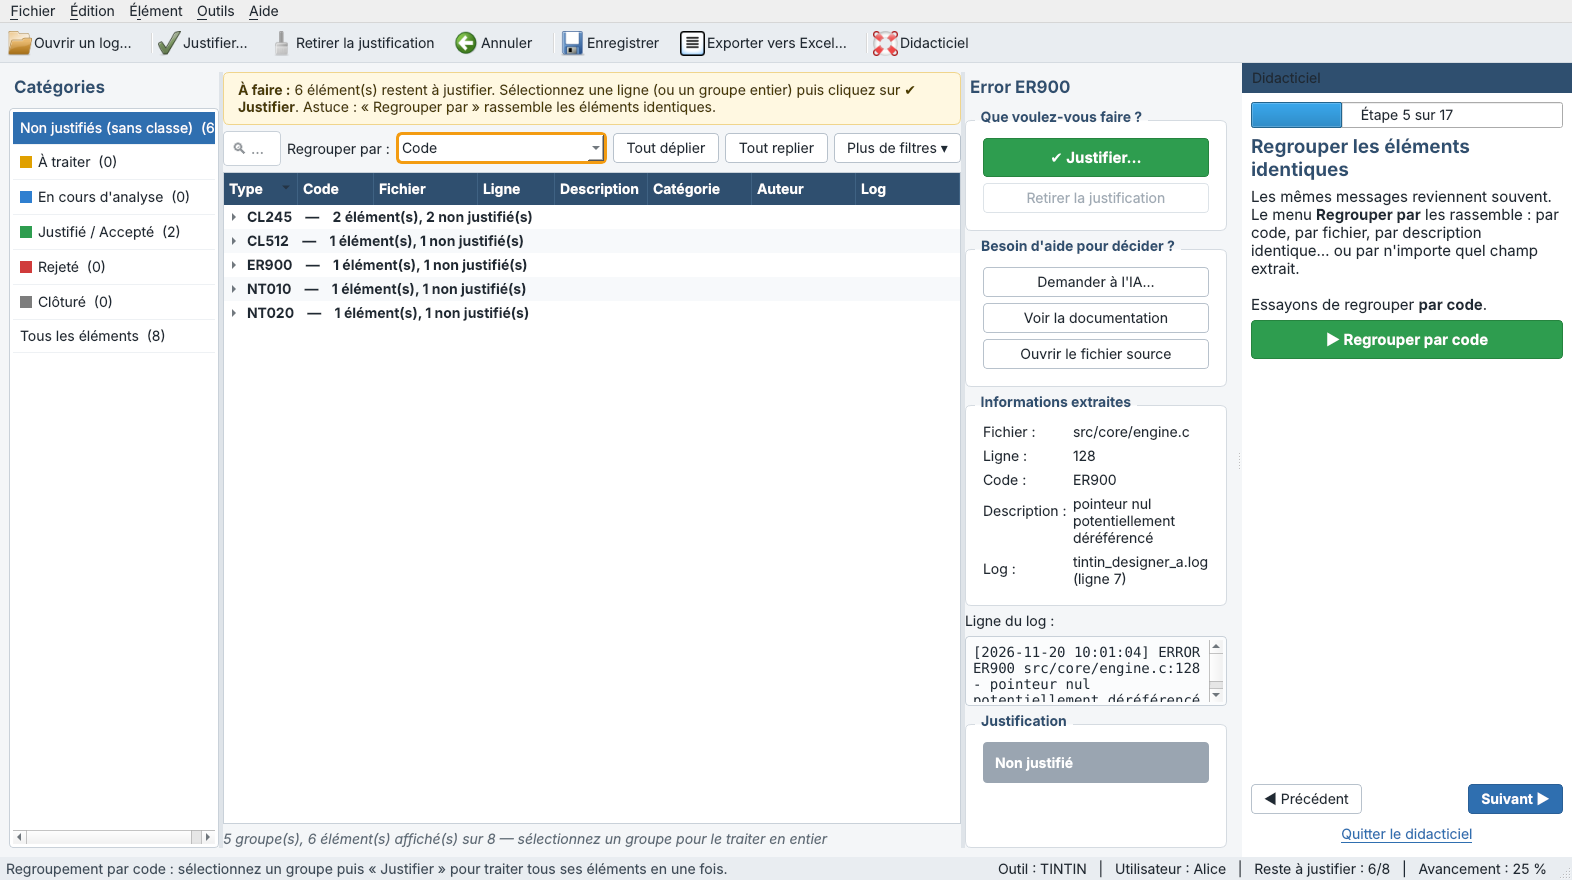 Fichier Édition Élément Outils Aide
Ouvrir un log... Justifier... Retirer la justification Annuler Enregistrer Exporter vers Excel... Didacticiel
Catégories
Non justifiés (sans classe) (6
À traiter (0)
En cours d'analyse (0)
Justifié / Accepté (2)
Rejeté (0)
Clôturé (0)
Tous les éléments (8)
À faire : 6 élément(s) restent à justifier. Sélectionnez une ligne (ou un groupe entier) puis cliquez sur ✔
Justifier. Astuce : « Regrouper par » rassemble les éléments identiques.
... Regrouper par : Code Tout déplier Tout replier Plus de filtres ▾
Type Code Fichier Ligne Description Catégorie Auteur Log
CL245 — 2 élément(s), 2 non justifié(s)
CL512 — 1 élément(s), 1 non justifié(s)
ER900 — 1 élément(s), 1 non justifié(s)
NT010 — 1 élément(s), 1 non justifié(s)
NT020 — 1 élément(s), 1 non justifié(s)
5 groupe(s), 6 élément(s) affiché(s) sur 8 — sélectionnez un groupe pour le traiter en entier
Error ER900
Que voulez-vous faire ?
✔ Justifier...
Retirer la justification
Besoin d'aide pour décider ?
Demander à l'IA...
Voir la documentation
Ouvrir le fichier source
Informations extraites
Fichier : src/core/engine.c
Ligne : 128
Code : ER900
Description : pointeur nul
potentiellement
déréférencé
Log : tintin_designer_a.log
(ligne 7)
Ligne du log :
[2026-11-20 10:01:04] ERROR
ER900 src/core/engine.c:128
- pointeur nul
potentiellement déréférencé
Justification
Non justifié
Didacticiel
Étape 5 sur 17
Regrouper les éléments
identiques
Les mêmes messages reviennent souvent.
Le menu Regrouper par les rassemble : par
code, par fichier, par description
identique... ou par n'importe quel champ
extrait.
Essayons de regrouper par code.
▶ Regrouper par code
◀ Précédent Suivant ▶
Quitter le didacticiel
Regroupement par code : sélectionnez un groupe puis « Justifier » pour traiter tous ses éléments en une fois. Outil : TINTIN | Utilisateur : Alice | Reste à justifier : 6/8 | Avancement : 25 %